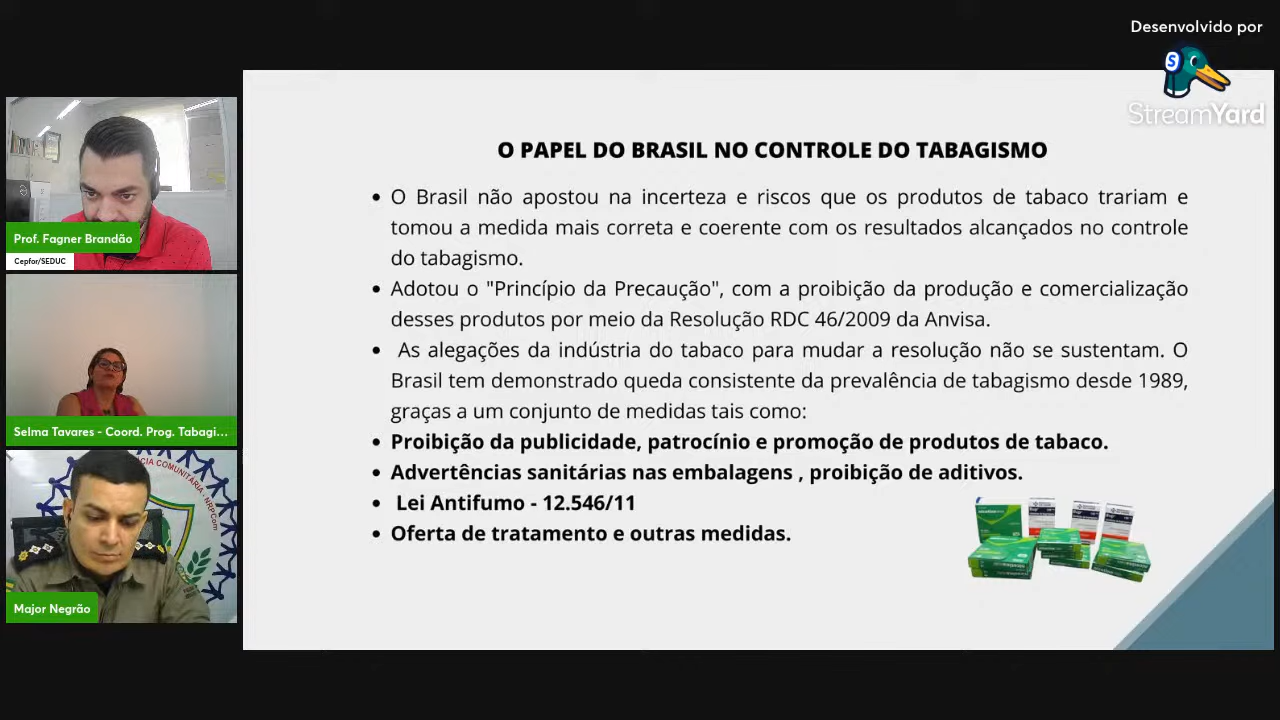 Desenvolvido por
StreamYard
Prof. Fagner Brandão
Cepfor/SEDUC
Selma Tavares - Coord. Prog. Tabagi...
CIA COMUNITÁRIA - NRPCom
Major Negrão
O PAPEL DO BRASIL NO CONTROLE DO TABAGISMO
• O Brasil não apostou na incerteza e riscos que os produtos de tabaco trariam e
tomou a medida mais correta e coerente com os resultados alcançados no controle
do tabagismo.
• Adotou o "Princípio da Precaução", com a proibição da produção e comercialização
desses produtos por meio da Resolução RDC 46/2009 da Anvisa.
• As alegações da indústria do tabaco para mudar a resolução não se sustentam. O
Brasil tem demonstrado queda consistente da prevalência de tabagismo desde 1989,
graças a um conjunto de medidas tais como:
• Proibição da publicidade, patrocínio e promoção de produtos de tabaco.
• Advertências sanitárias nas embalagens , proibição de aditivos.
• Lei Antifumo - 12.546/11
• Oferta de tratamento e outras medidas.